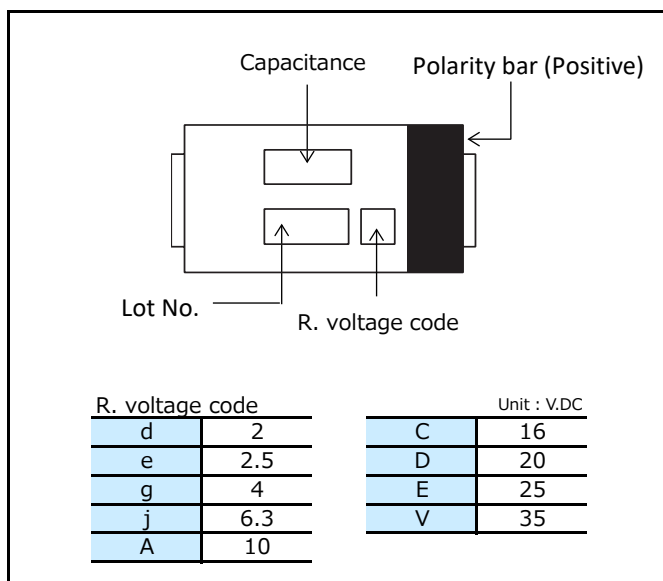 Capacitance
Polarity bar (Positive)
Lot No.
R. voltage code
R. voltage code
Unit : V.DC
d 2 C 16
e 2.5 D 20
g 4 E 25
j 6.3 V 35
A 10